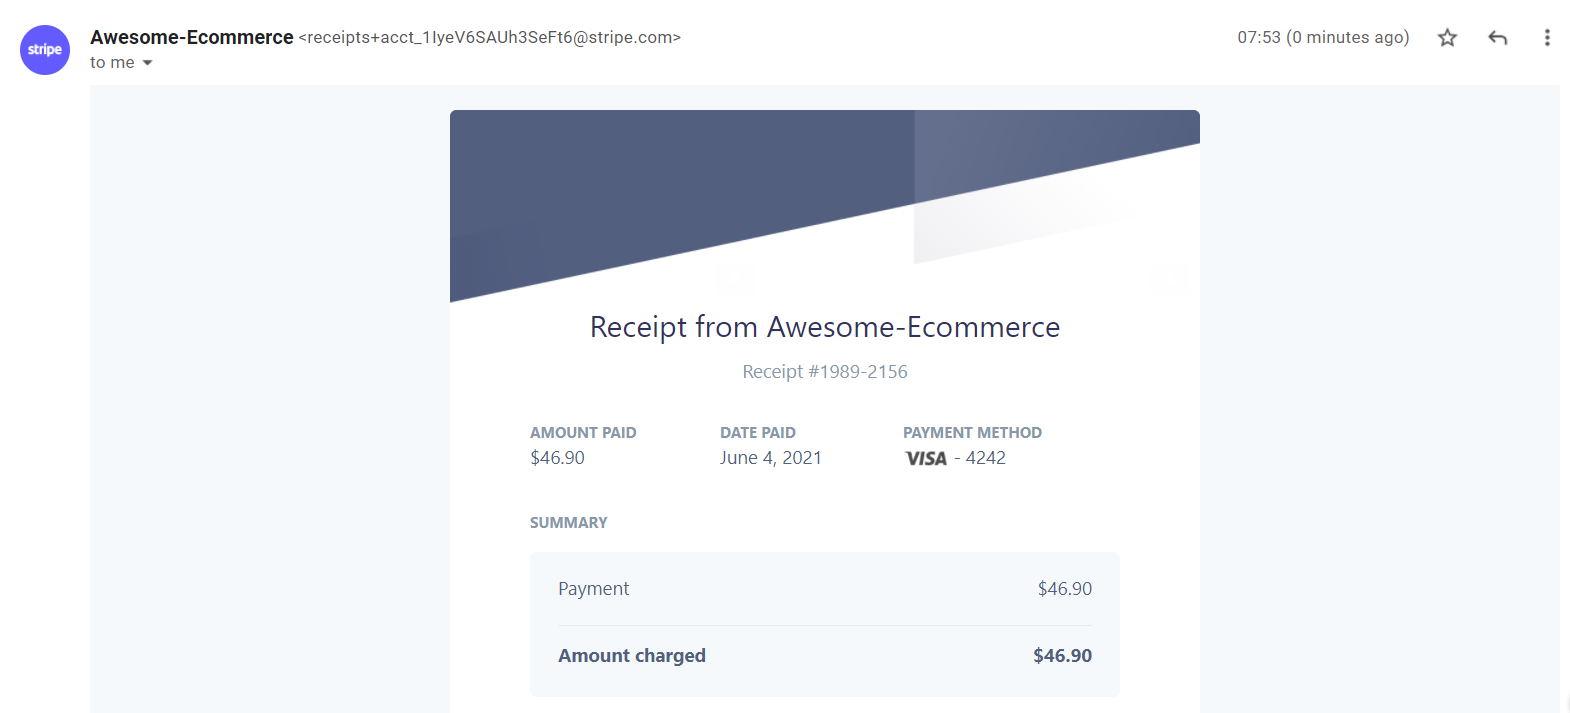 stripe
Awesome-Ecommerce <receipts+acct_1IyeV6SAUh3SeFt6@stripe.com>
07:53 (0 minutes ago)
to me
Receipt from Awesome-Ecommerce
Receipt #1989-2156
AMOUNT PAID DATE PAID PAYMENT METHOD
$46.90 June 4, 2021 VISA - 4242
SUMMARY
Payment $46.90
Amount charged $46.90